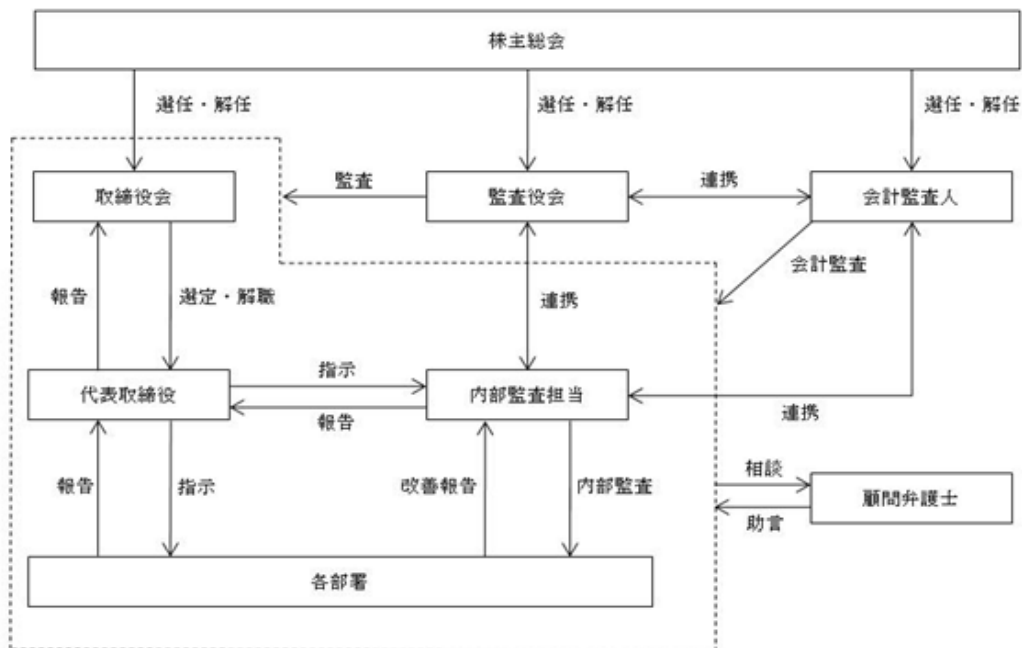 株主総会
選任・解任
選任・解任
選任・解任
取締役会
監査
監査役会
連携
会計監査人
会計監査
報告
選定・解職
連携
代表取締役
指示
報告
内部監査担当
連携
報告
指示
改善報告
内部監査
相談
助言
顧問弁護士
各部署